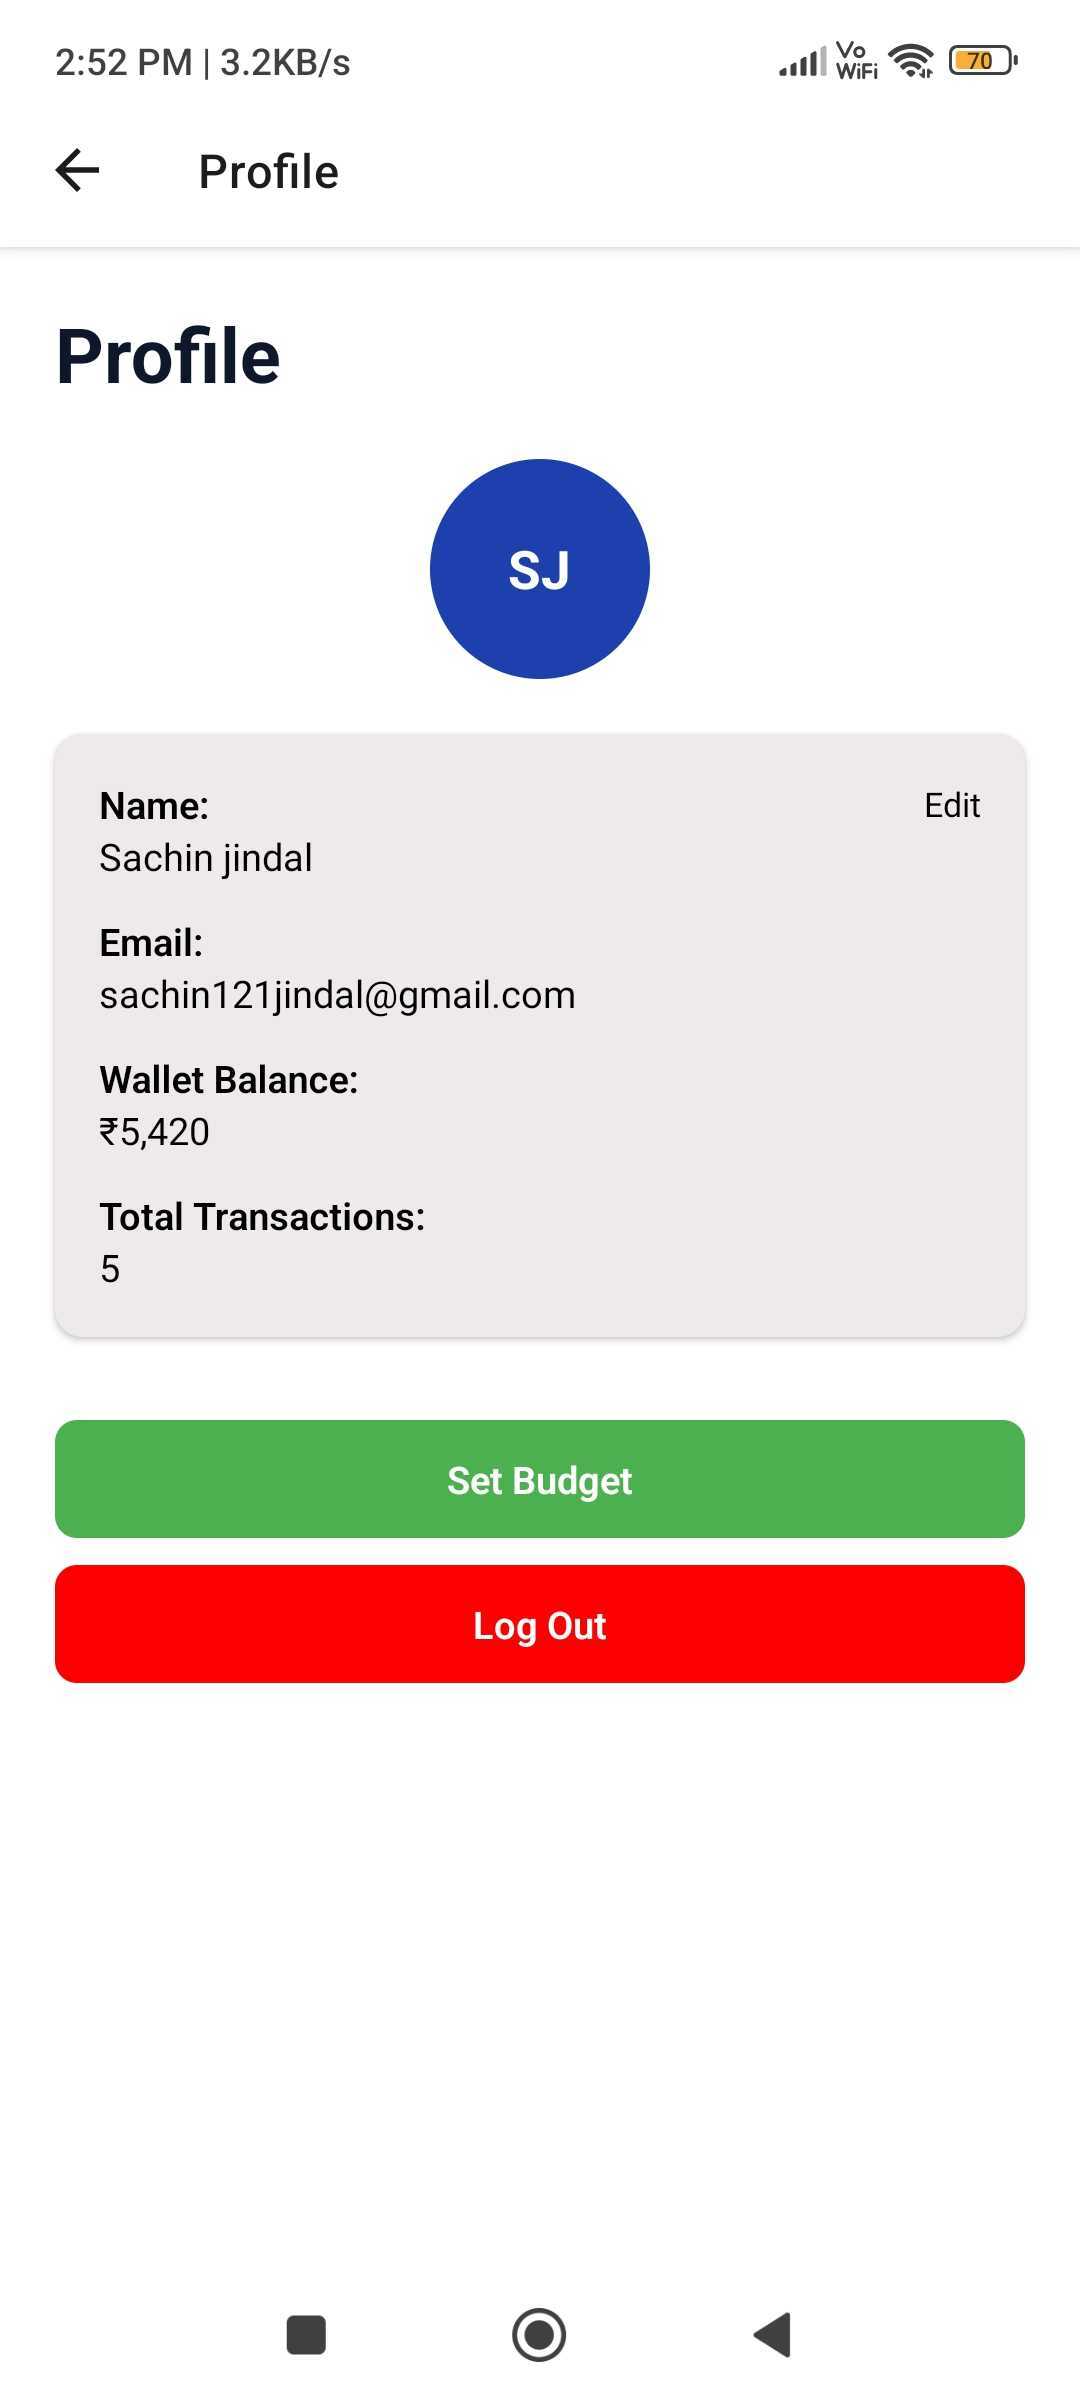 2:52 PM | 3.2KB/s
Vo
WiFi
70
Profile
Profile
SJ
Name:
Edit
Sachin jindal
Email:
sachin121jindal@gmail.com
Wallet Balance:
₹5,420
Total Transactions:
5
Set Budget
Log Out